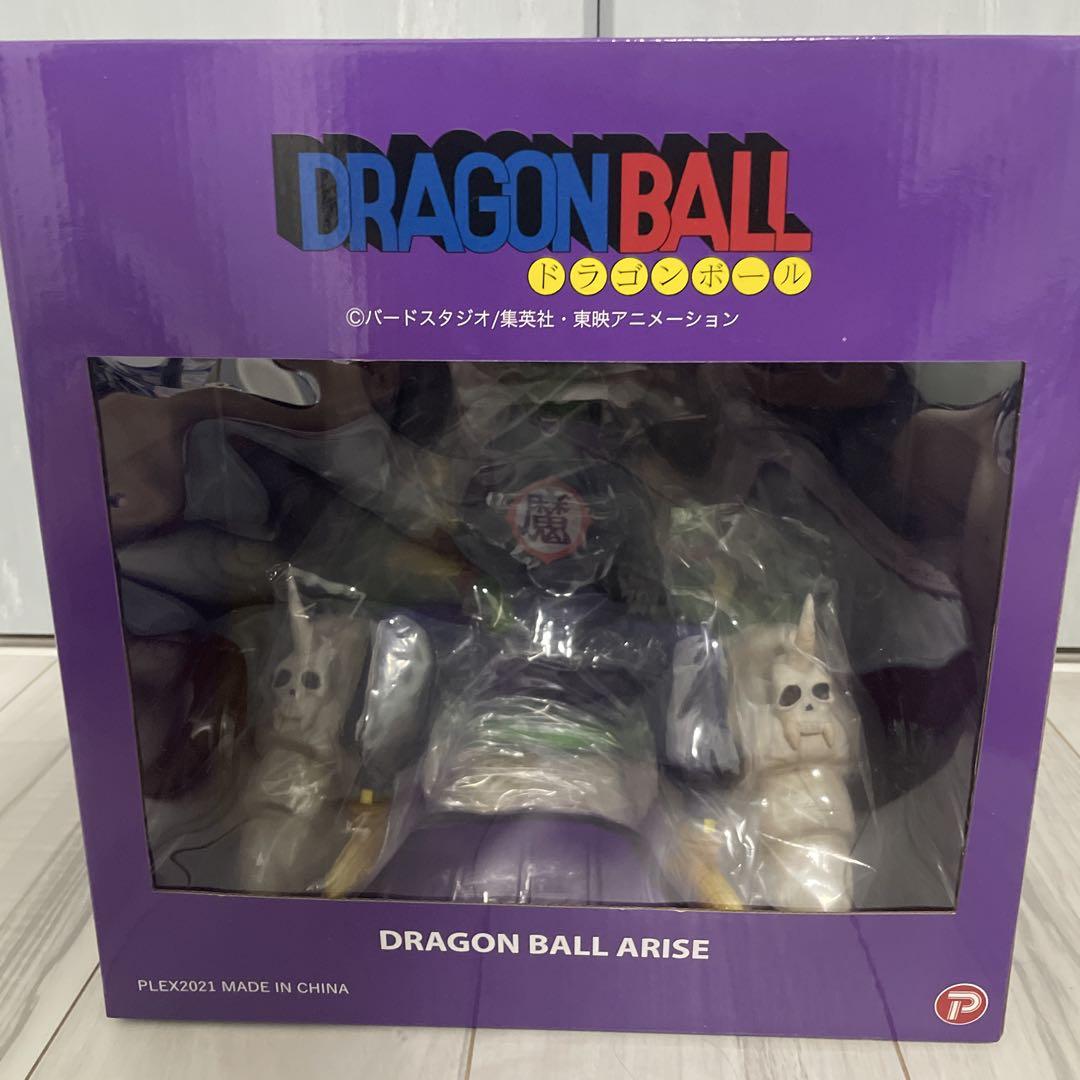 DRAGON BALL
ドラゴンボール
©バードスタジオ/集英社・東映アニメーション
魔
DRAGON BALL ARISE
PLEX2021 MADE IN CHINA
P